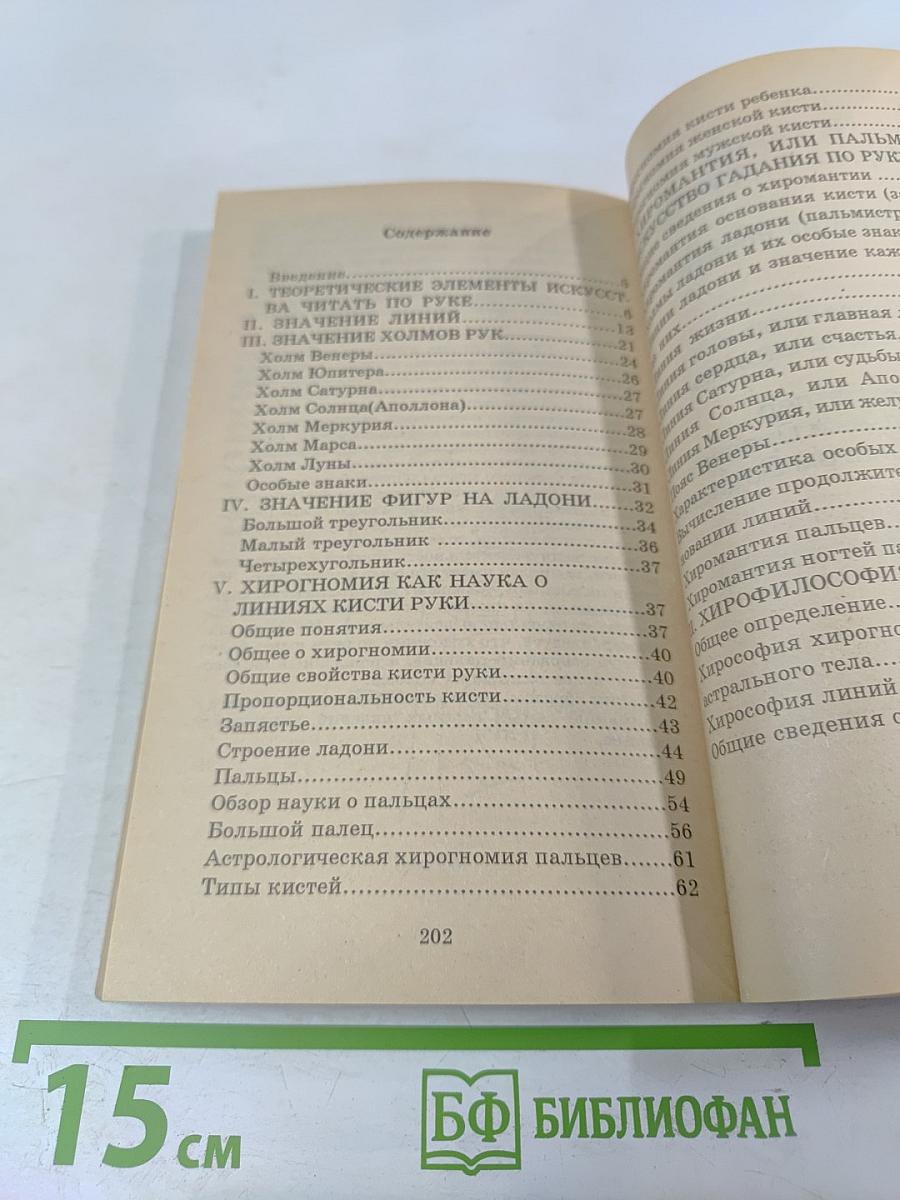 Содержание
Введение.....5
I. ТЕОРЕТИЧЕСКИЕ ЭЛЕМЕНТЫ ИСКУССТ-
ВА ЧИТАТЬ ПО РУКЕ.....6
II. ЗНАЧЕНИЕ ЛИНИЙ.....13
III. ЗНАЧЕНИЕ ХОЛМОВ РУК.....21
Холм Венеры.....24
Холм Юпитера.....26
Холм Сатурна.....27
Холм Солнца(Аполлона).....27
Холм Меркурия.....28
Холм Марса.....29
Холм Луны.....30
Особые знаки.....31
IV. ЗНАЧЕНИЕ ФИГУР НА ЛАДОНИ.....32
Большой треугольник.....34
Малый треугольник.....36
Четырехугольник.....37
V. ХИРОГНОМИЯ КАК НАУКА О
ЛИНИЯХ КИСТИ РУКИ.....37
Общие понятия.....37
Общее о хирогномии.....40
Общие свойства кисти руки.....40
Пропорциональность кисти.....42
Запястье.....43
Строение ладони.....44
Пальцы.....49
Обзор науки о пальцах.....54
Большой палец.....56
Астрологическая хирогномия пальцев.....61
Типы кистей.....62
202
кисти ребенка.....
женской кисти.....
мужской кисти.....
ИЛИ ПАЛЬМ
ГАДАНИЯ ПО РУК
сведения о хиромантии .....
основания кисти
ладони (пальмистр
ладони и их особые знак
ладони и значение каж
них.....
жизни.....
головы, или главная л
сердца, или счастья.
Сатурна, или судьбы
Солнца, или Апо
Меркурия, или желу
Пояс Венеры.....
Характеристика особых
Вычисление продолжите
новании линий.....
Хиромантия пальцев.....
Хиромантия ногтей па
ХИРОФИЛОСОФИЯ
Общее определение.....
Хирософия хирогно
астрального тела.....
Хирософия линий
Общие сведения о
15 см
БФ БИБЛИОФАН